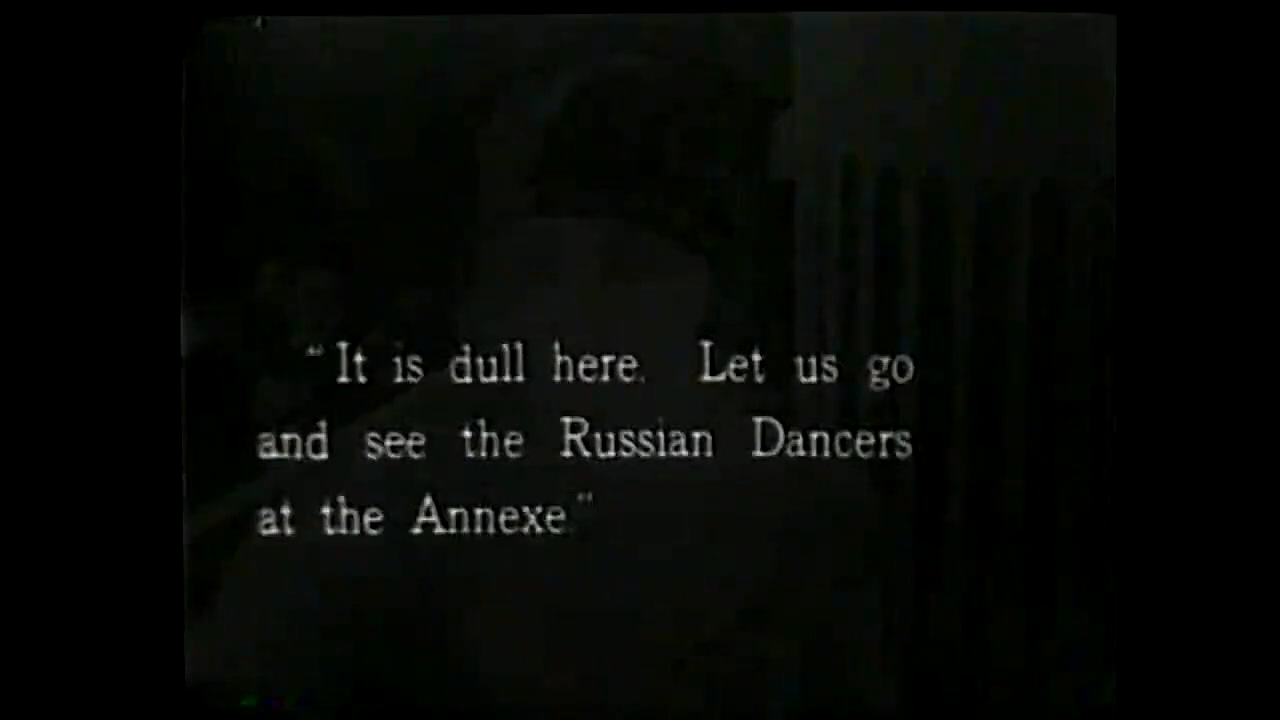 “It is dull here. Let us go
and see the Russian Dancers
at the Annexe.”